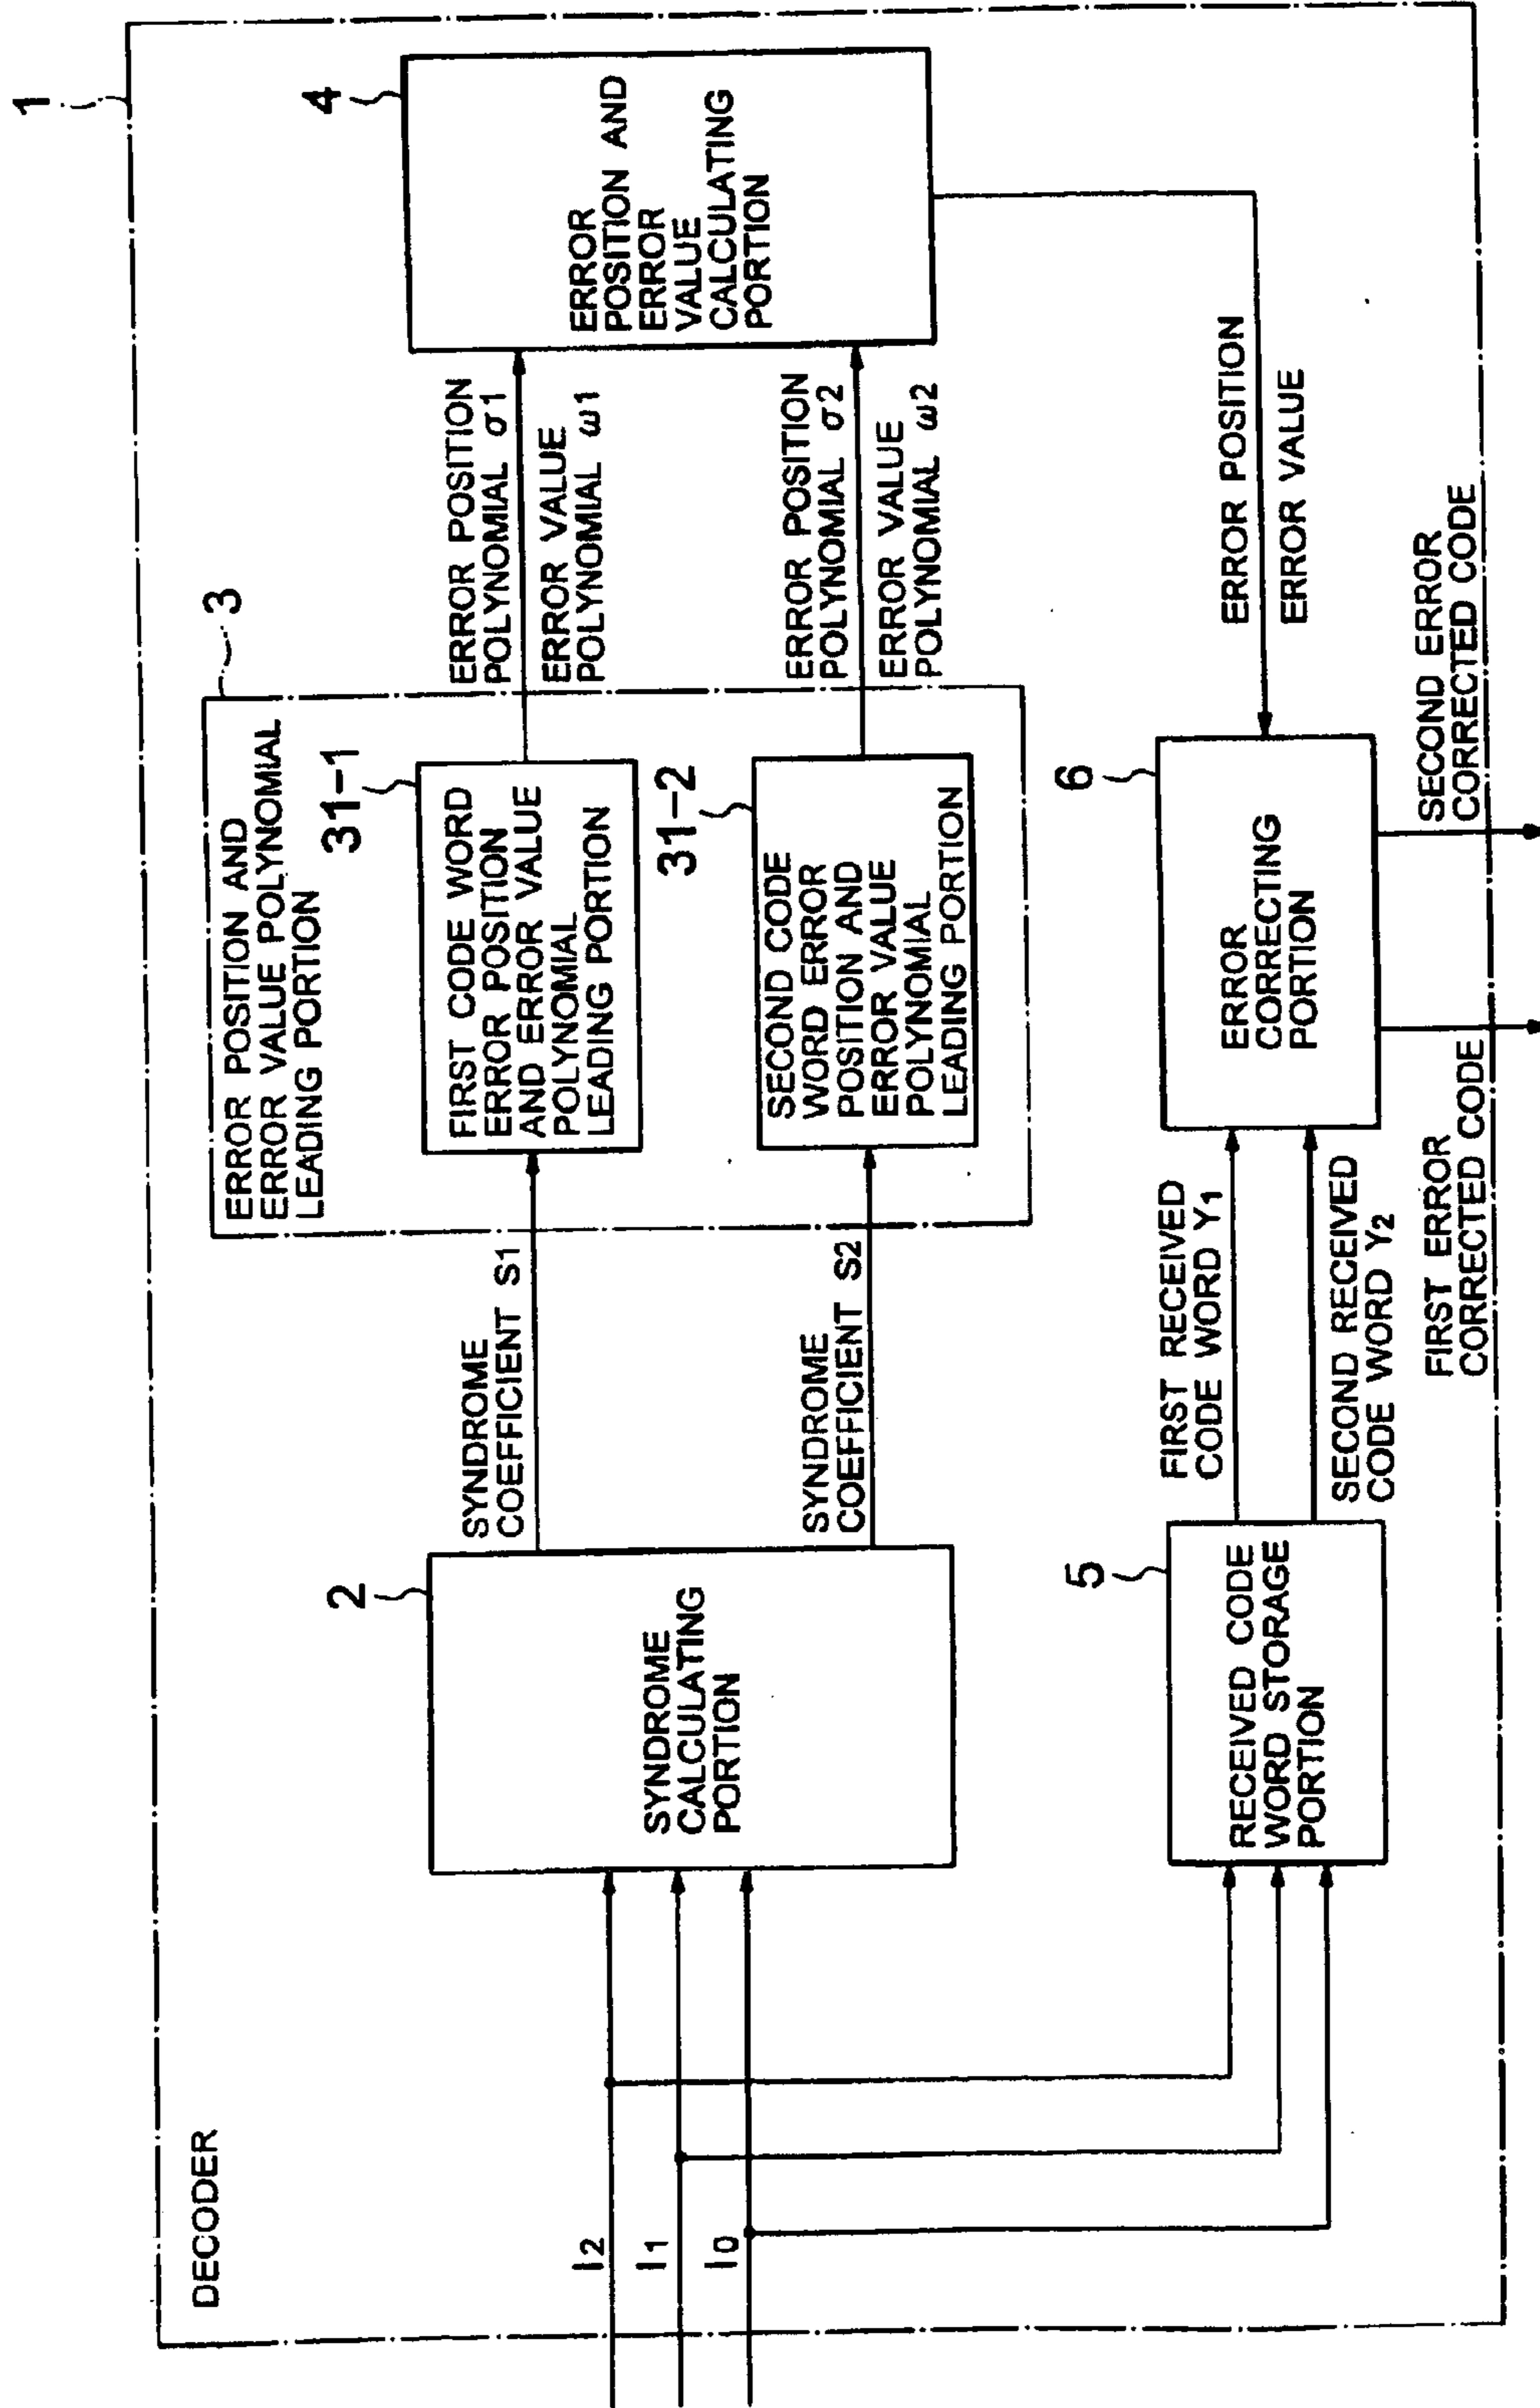 1
DECODER
I2
I1
I0
2
SYNDROME
CALCULATING
PORTION
SYNDROME
COEFFICIENT S1
SYNDROME
COEFFICIENT S2
3
ERROR POSITION AND
ERROR VALUE POLYNOMIAL
LEADING PORTION
31-1
FIRST CODE WORD
ERROR POSITION
AND ERROR VALUE
POLYNOMIAL
LEADING PORTION
31-2
SECOND CODE
WORD ERROR
POSITION AND
ERROR VALUE
POLYNOMIAL
LEADING PORTION
ERROR POSITION
POLYNOMIAL σ1
ERROR VALUE
POLYNOMIAL ω1
ERROR POSITION
POLYNOMIAL σ2
ERROR VALUE
POLYNOMIAL ω2
4
ERROR
POSITION AND
ERROR
VALUE
CALCULATING
PORTION
5
RECEIVED CODE
WORD STORAGE
PORTION
FIRST RECEIVED
CODE WORD Y1
SECOND RECEIVED
CODE WORD Y2
6
ERROR
CORRECTING
PORTION
ERROR POSITION
ERROR VALUE
FIRST ERROR
CORRECTED CODE
SECOND ERROR
CORRECTED CODE